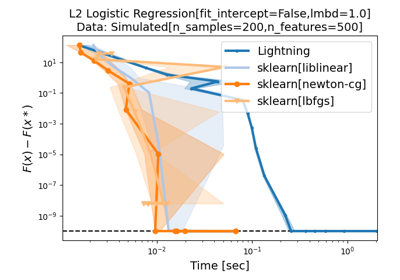 L2 Logistic Regression[fit_intercept=False,lmbd=1.0]
Data: Simulated[n_samples=200,n_features=500]
Lightning
sklearn[liblinear]
sklearn[newton-cg]
sklearn[lbfgs]
F(x) − F(x*)
10¹
10⁻¹
10⁻³
10⁻⁵
10⁻⁷
10⁻⁹
10⁻² 10⁻¹ 10⁰
Time [sec]